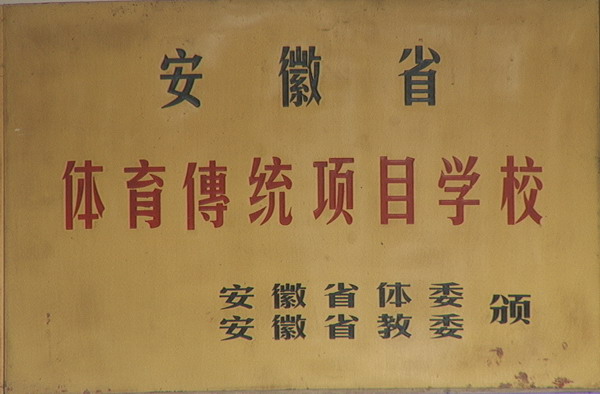 安徽省
体育傳统项目学校
安徽省体委
安徽省教委
颁